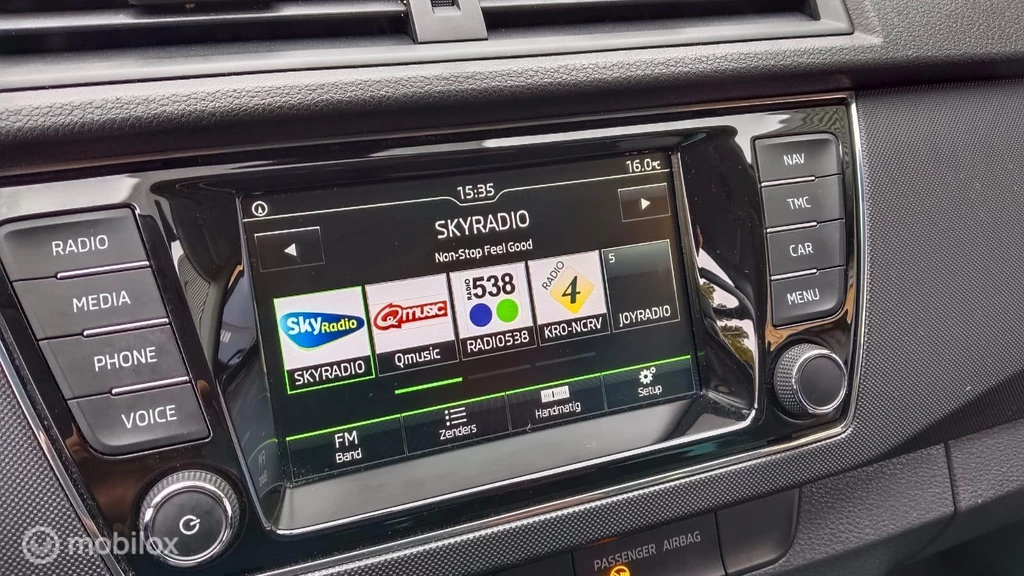 15:35
16.0°C
SKYRADIO
Non-Stop Feel Good
Sky Radio
SKYRADIO
Q music
Qmusic
RADIO 538
RADIO538
RADIO 4
KRO-NCRV
5
JOYRADIO
FM
Band
Zenders
Handmatig
Setup
RADIO
MEDIA
PHONE
VOICE
NAV
TMC
CAR
MENU
PASSENGER AIRBAG
mobilox